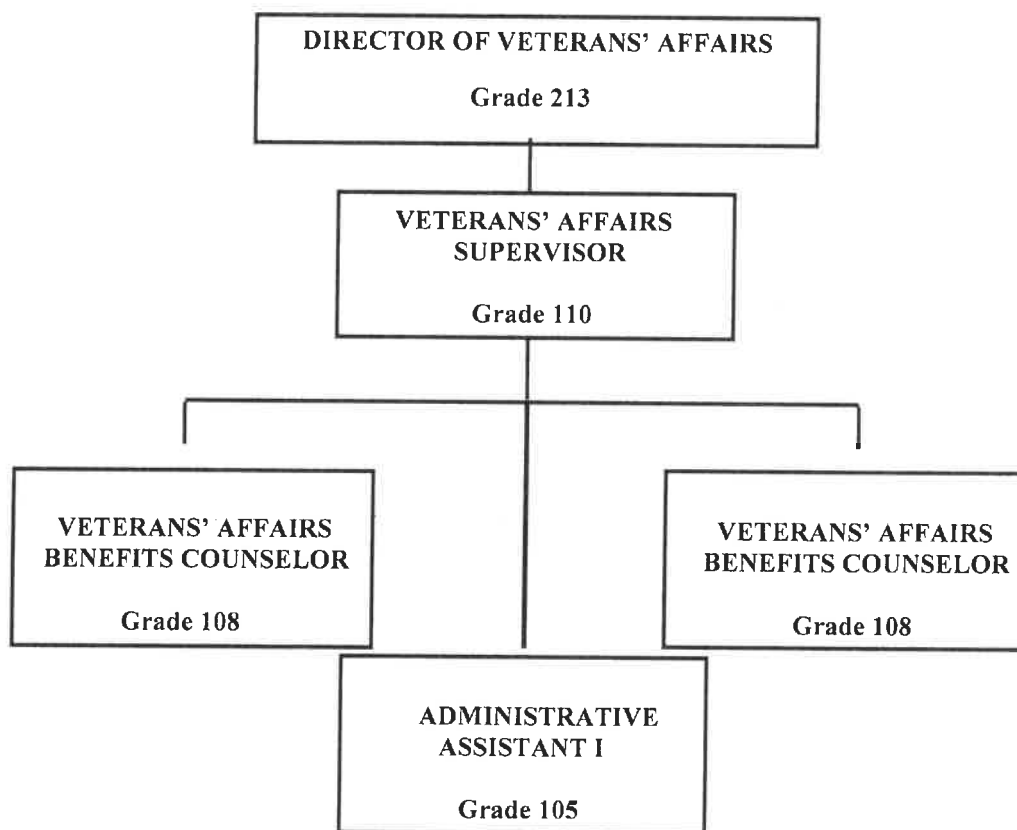 DIRECTOR OF VETERANS’ AFFAIRS
Grade 213
VETERANS’ AFFAIRS
SUPERVISOR
Grade 110
VETERANS’ AFFAIRS
BENEFITS COUNSELOR
Grade 108
VETERANS’ AFFAIRS
BENEFITS COUNSELOR
Grade 108
ADMINISTRATIVE
ASSISTANT I
Grade 105